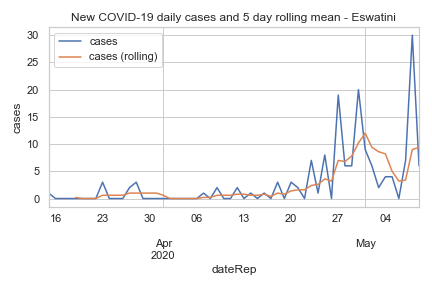 New COVID-19 daily cases and 5 day rolling mean - Eswatini
cases
cases (rolling)
30
25
20
15
10
5
0
cases
16 23 30 06 13 20 27 04
Apr May
2020
dateRep